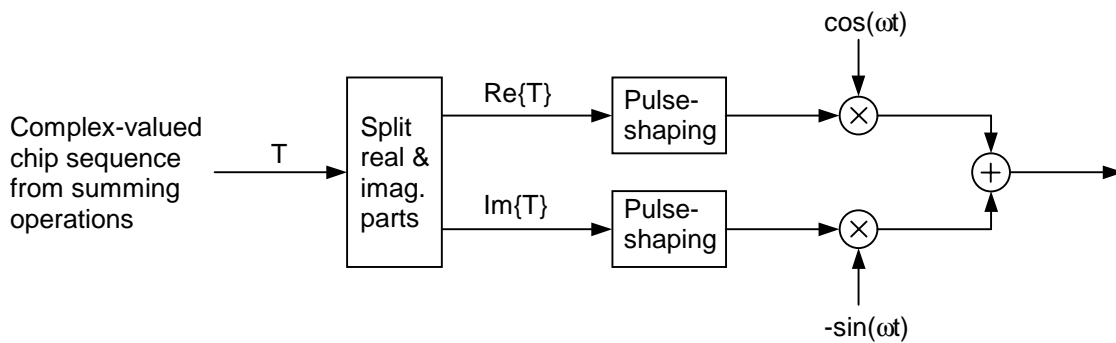 cos(ωt)
Complex-valued
chip sequence
from summing
operations
T
Split
real &
imag.
parts
Re{T}
Pulse-
shaping
Im{T}
Pulse-
shaping
-sin(ωt)